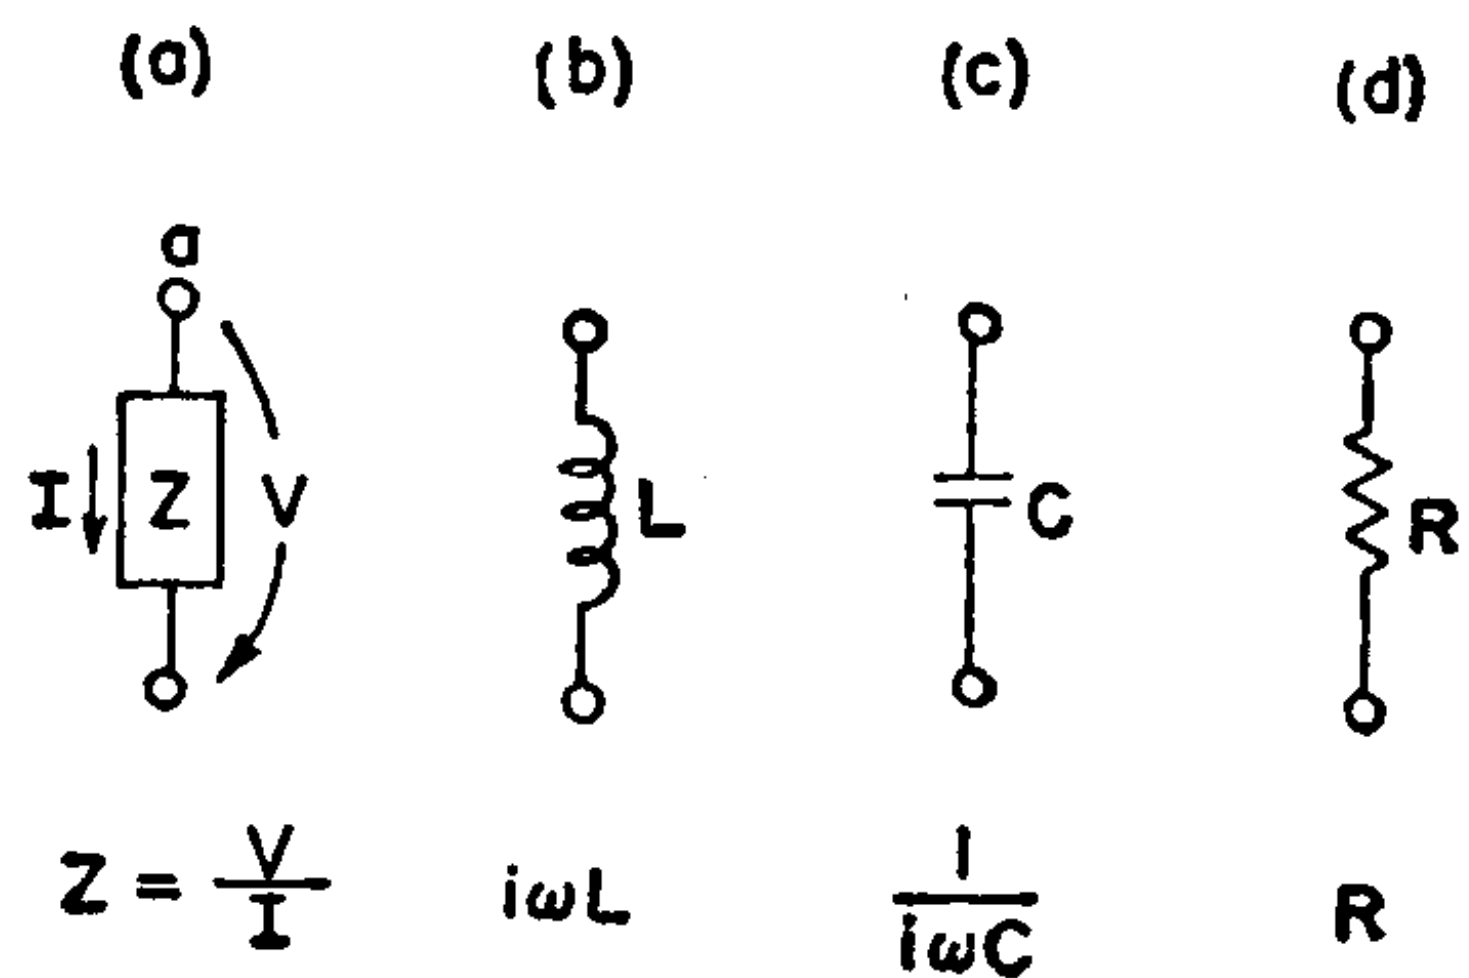 (a) (b) (c) (d)
a
I Z V L C R
Z = V/I iωL 1/iωC R